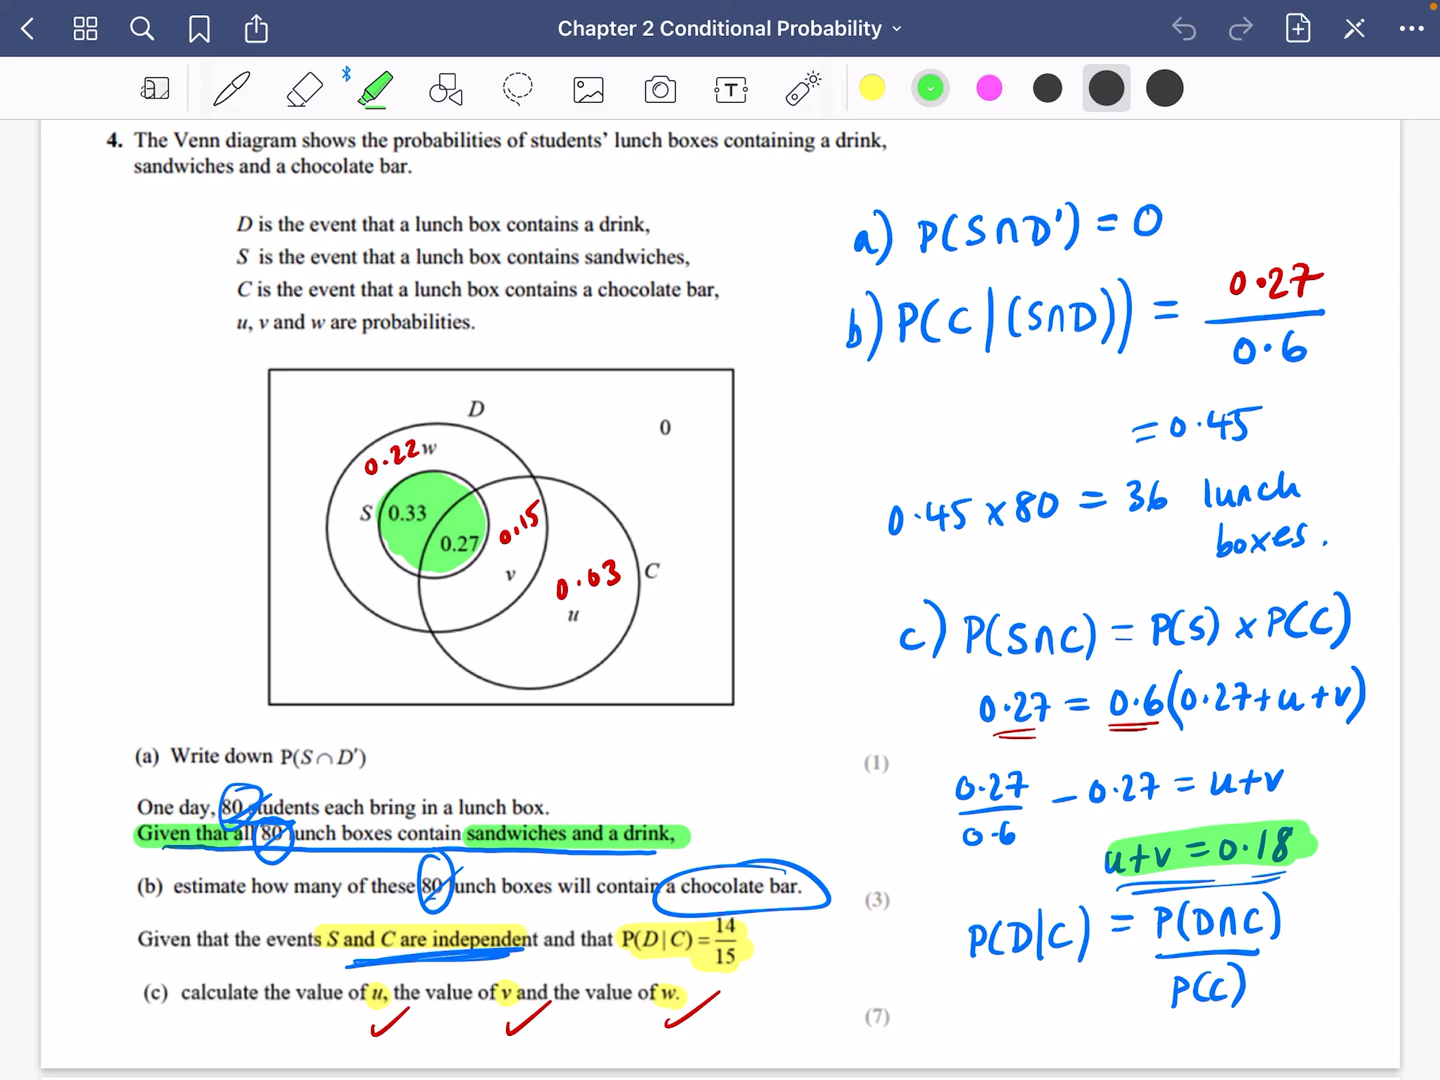 Chapter 2 Conditional Probability
4. The Venn diagram shows the probabilities of students' lunch boxes containing a drink,
sandwiches and a chocolate bar.
D is the event that a lunch box contains a drink,
S is the event that a lunch box contains sandwiches,
C is the event that a lunch box contains a chocolate bar,
u, v and w are probabilities.
D
0
0.22 w
S 0.33
0.27
0.15
v
0.03
C
u
(a) Write down P(S∩D′)
(1)
One day, 80 students each bring in a lunch box.
Given that all 80 lunch boxes contain sandwiches and a drink,
(b) estimate how many of these 80 lunch boxes will contain a chocolate bar.
(3)
Given that the events S and C are independent and that P(D|C) = 14/15
(c) calculate the value of u, the value of v and the value of w.
(7)
a) P(S∩D') = 0
b) P(C|(S∩D)) = 0.27/0.6
= 0.45
0.45 x 80 = 36 lunch
boxes.
c) P(S∩C) = P(S) x P(C)
0.27 = 0.6(0.27+u+v)
0.27/0.6 - 0.27 = u+v
u+v = 0.18
P(D|C) = P(D∩C)/P(C)